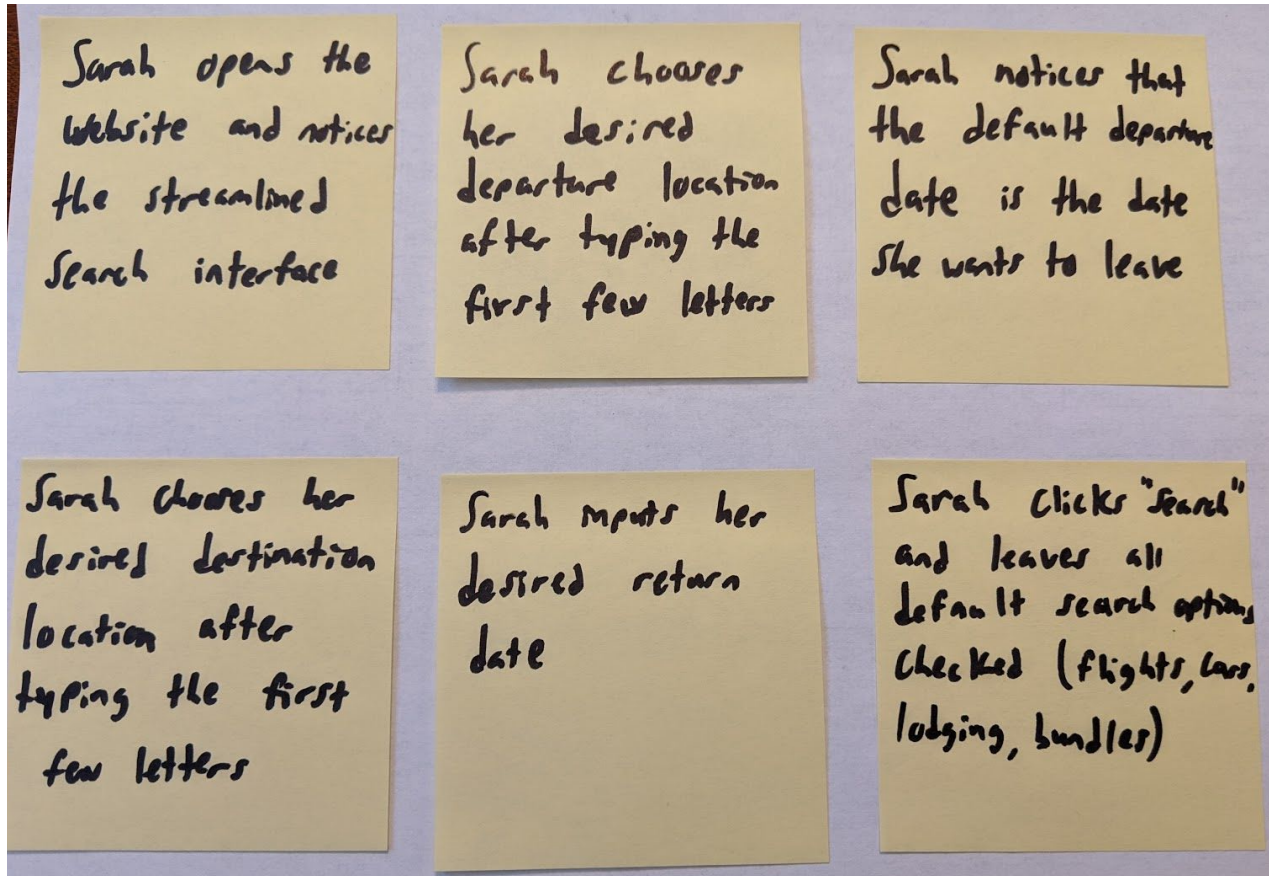 Sarah opens the
website and notices
the streamlined
search interface
Sarah chooses
her desired
departure location
after typing the
first few letters
Sarah notices that
the default departure
date is the date
she wants to leave
Sarah chooses her
desired destination
location after
typing the first
few letters
Sarah inputs her
desired return
date
Sarah clicks "Search"
and leaves all
default search options
checked (flights, cars,
lodging, bundles)